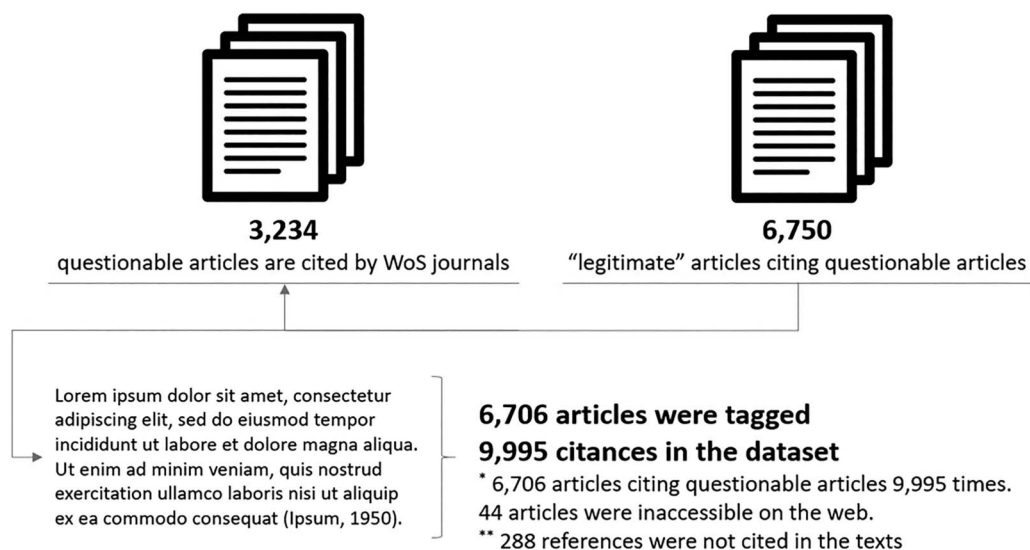 3,234
questionable articles are cited by WoS journals
6,750
“legitimate” articles citing questionable articles
Lorem ipsum dolor sit amet, consectetur
adipiscing elit, sed do eiusmod tempor
incididunt ut labore et dolore magna aliqua.
Ut enim ad minim veniam, quis nostrud
exercitation ullamco laboris nisi ut aliquip
ex ea commodo consequat (Ipsum, 1950).
6,706 articles were tagged
9,995 citances in the dataset
* 6,706 articles citing questionable articles 9,995 times.
44 articles were inaccessible on the web.
** 288 references were not cited in the texts